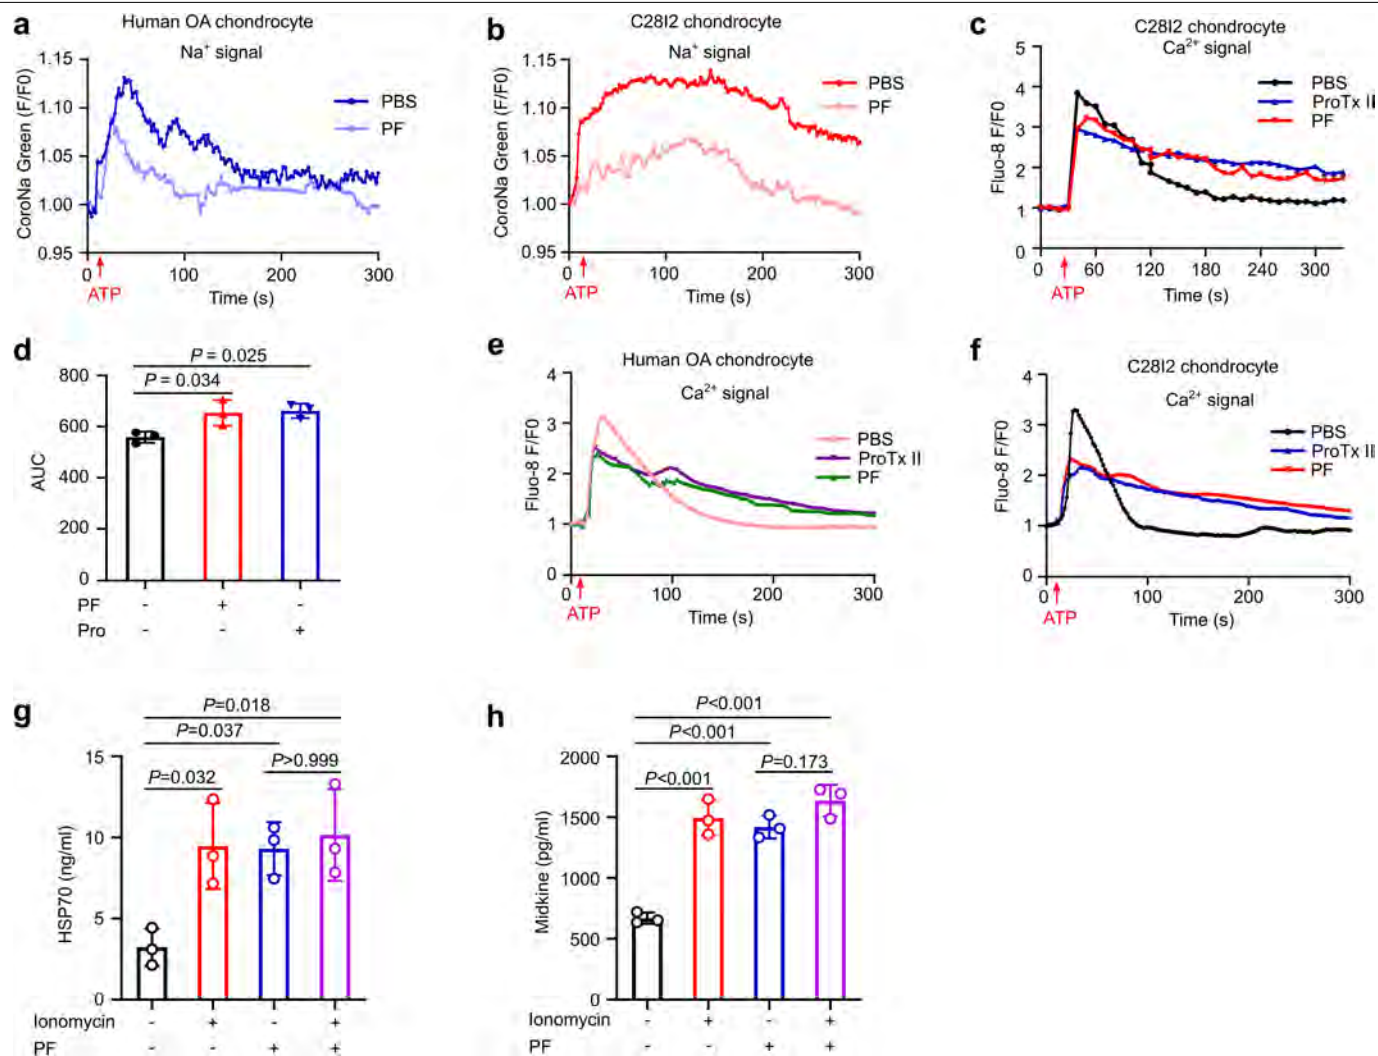 a
Human OA chondrocyte
Na⁺ signal
CoroNa Green (F/F0)
1.15
1.10
1.05
1.00
0.95
PBS
PF
0 100 200 300
ATP
Time (s)
b
C28I2 chondrocyte
Na⁺ signal
CoroNa Green (F/F0)
1.15
1.10
1.05
1.00
0.95
PBS
PF
0 100 200 300
ATP
Time (s)
c
C28I2 chondrocyte
Ca²⁺ signal
Fluo-8 F/F0
5
4
3
2
1
0
PBS
ProTx II
PF
0 60 120 180 240 300
ATP
Time (s)
d
P = 0.025
P = 0.034
AUC
800
600
400
200
0
PF - + -
Pro - - +
e
Human OA chondrocyte
Ca²⁺ signal
Fluo-8 F/F0
4
3
2
1
0
PBS
ProTx II
PF
0 100 200 300
ATP
Time (s)
f
C28I2 chondrocyte
Ca²⁺ signal
Fluo-8 F/F0
4
3
2
1
0
PBS
ProTx II
PF
0 100 200 300
ATP
Time (s)
g
P=0.018
P=0.037
P>0.999
P=0.032
HSP70 (ng/ml)
15
10
5
0
Ionomycin - + - +
PF - - + +
h
P<0.001
P<0.001
P=0.173
P<0.001
Midkine (pg/ml)
2000
1500
1000
500
0
Ionomycin - + - +
PF - - + +